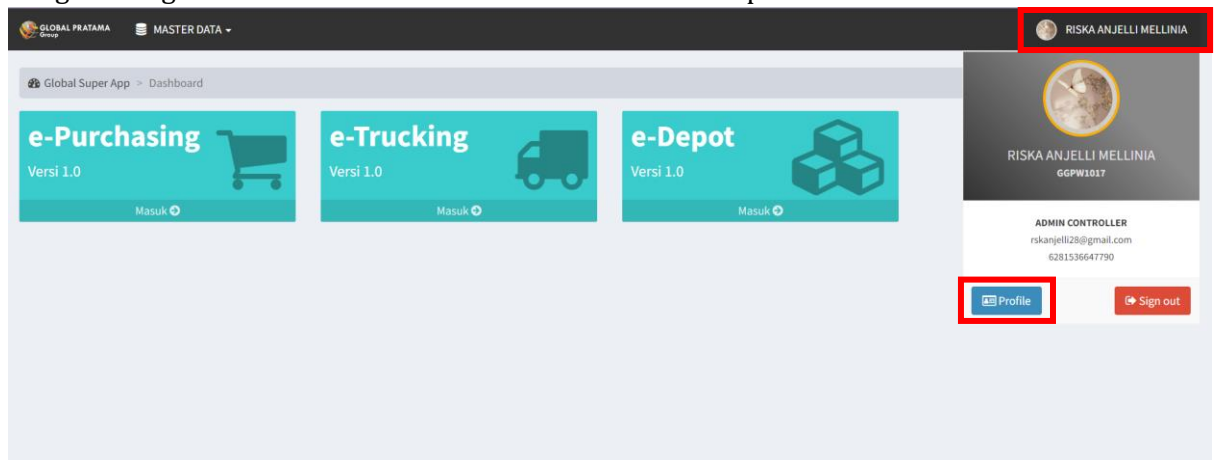 GLOBAL PRATAMA
Group
MASTER DATA
RISKA ANJELLI MELLINIA
Global Super App > Dashboard
e-Purchasing
Versi 1.0
Masuk
e-Trucking
Versi 1.0
Masuk
e-Depot
Versi 1.0
Masuk
RISKA ANJELLI MELLINIA
GGPW1017
ADMIN CONTROLLER
rskanjelli28@gmail.com
6281536647790
Profile
Sign out